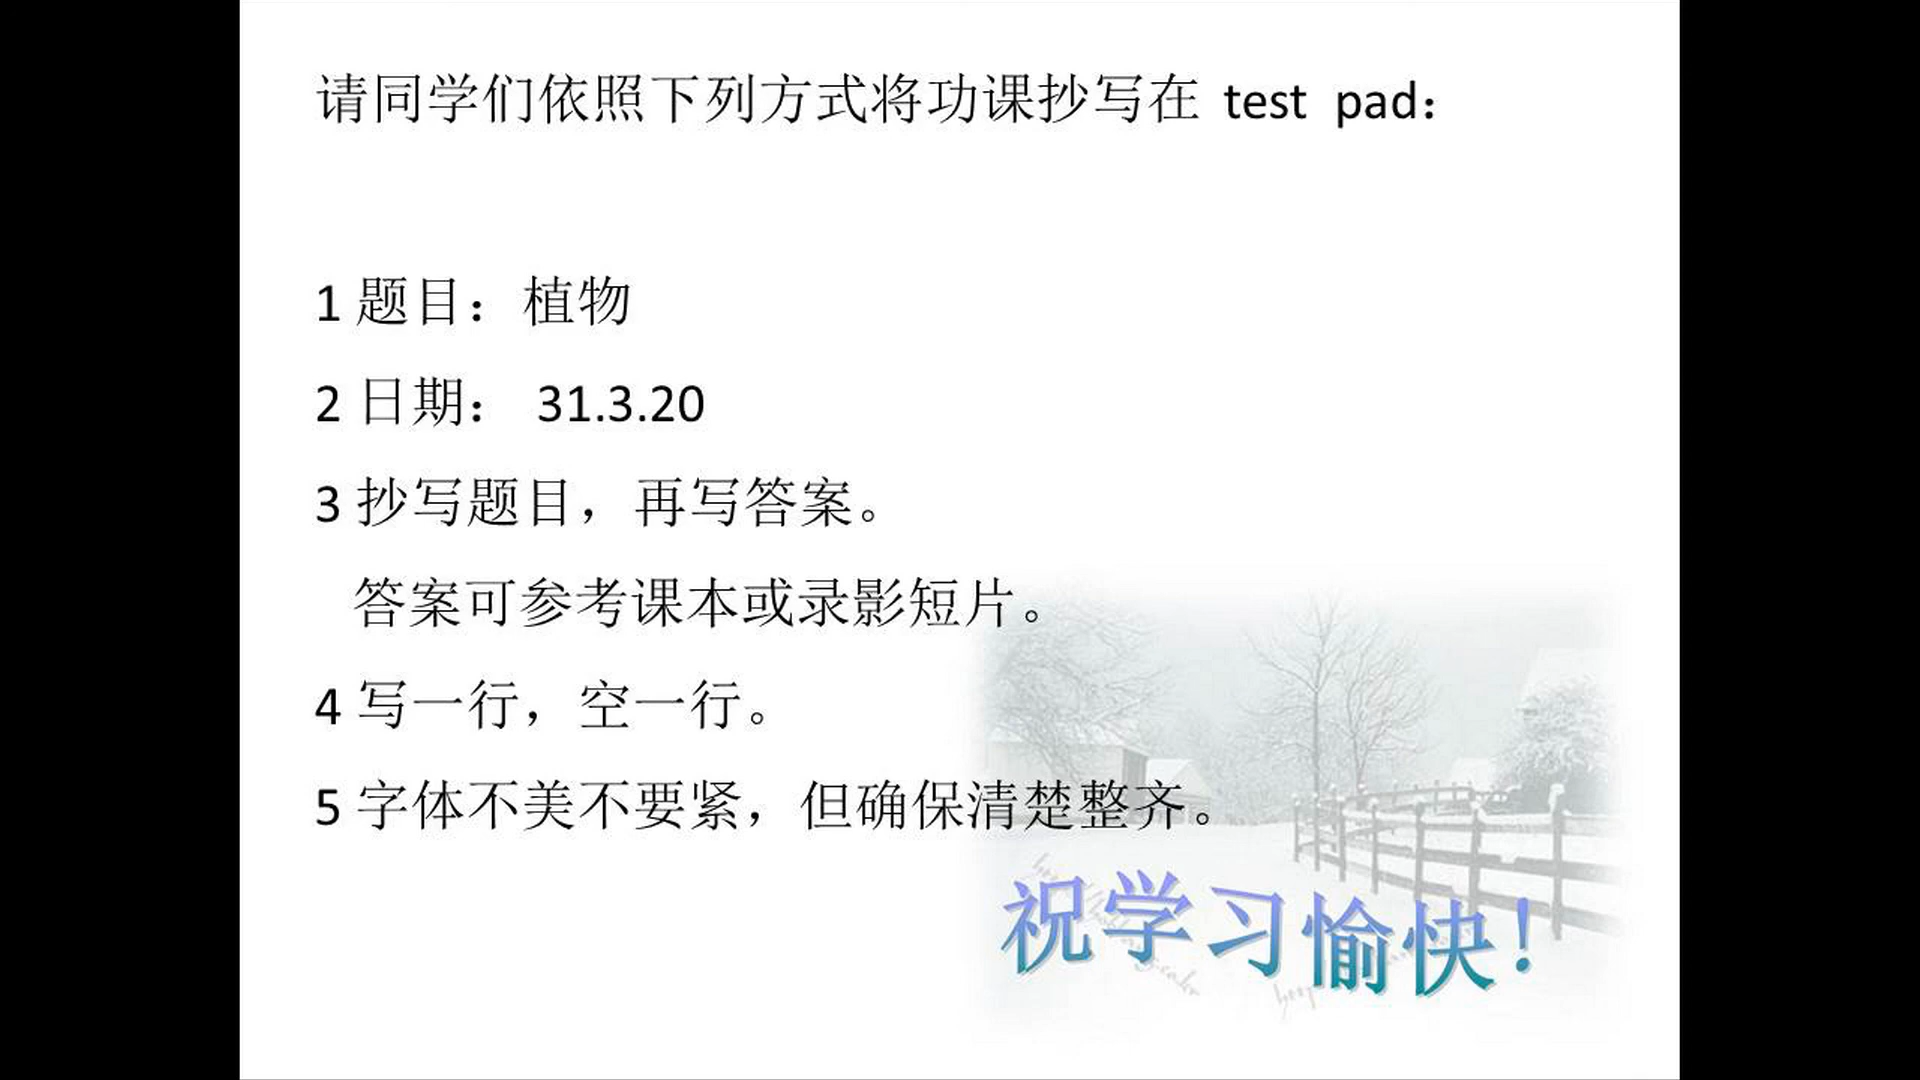 请同学们依照下列方式将功课抄写在 test pad：
1 题目：植物
2 日期： 31.3.20
3 抄写题目，再写答案。
答案可参考课本或录影短片。
4 写一行，空一行。
5 字体不美不要紧，但确保清楚整齐。
祝学习愉快！